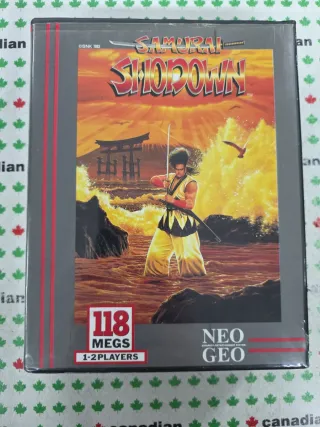 SAMURAI
SHODOWN
118
MEGS
1-2 PLAYERS
NEO
GEO
canadian
canadian